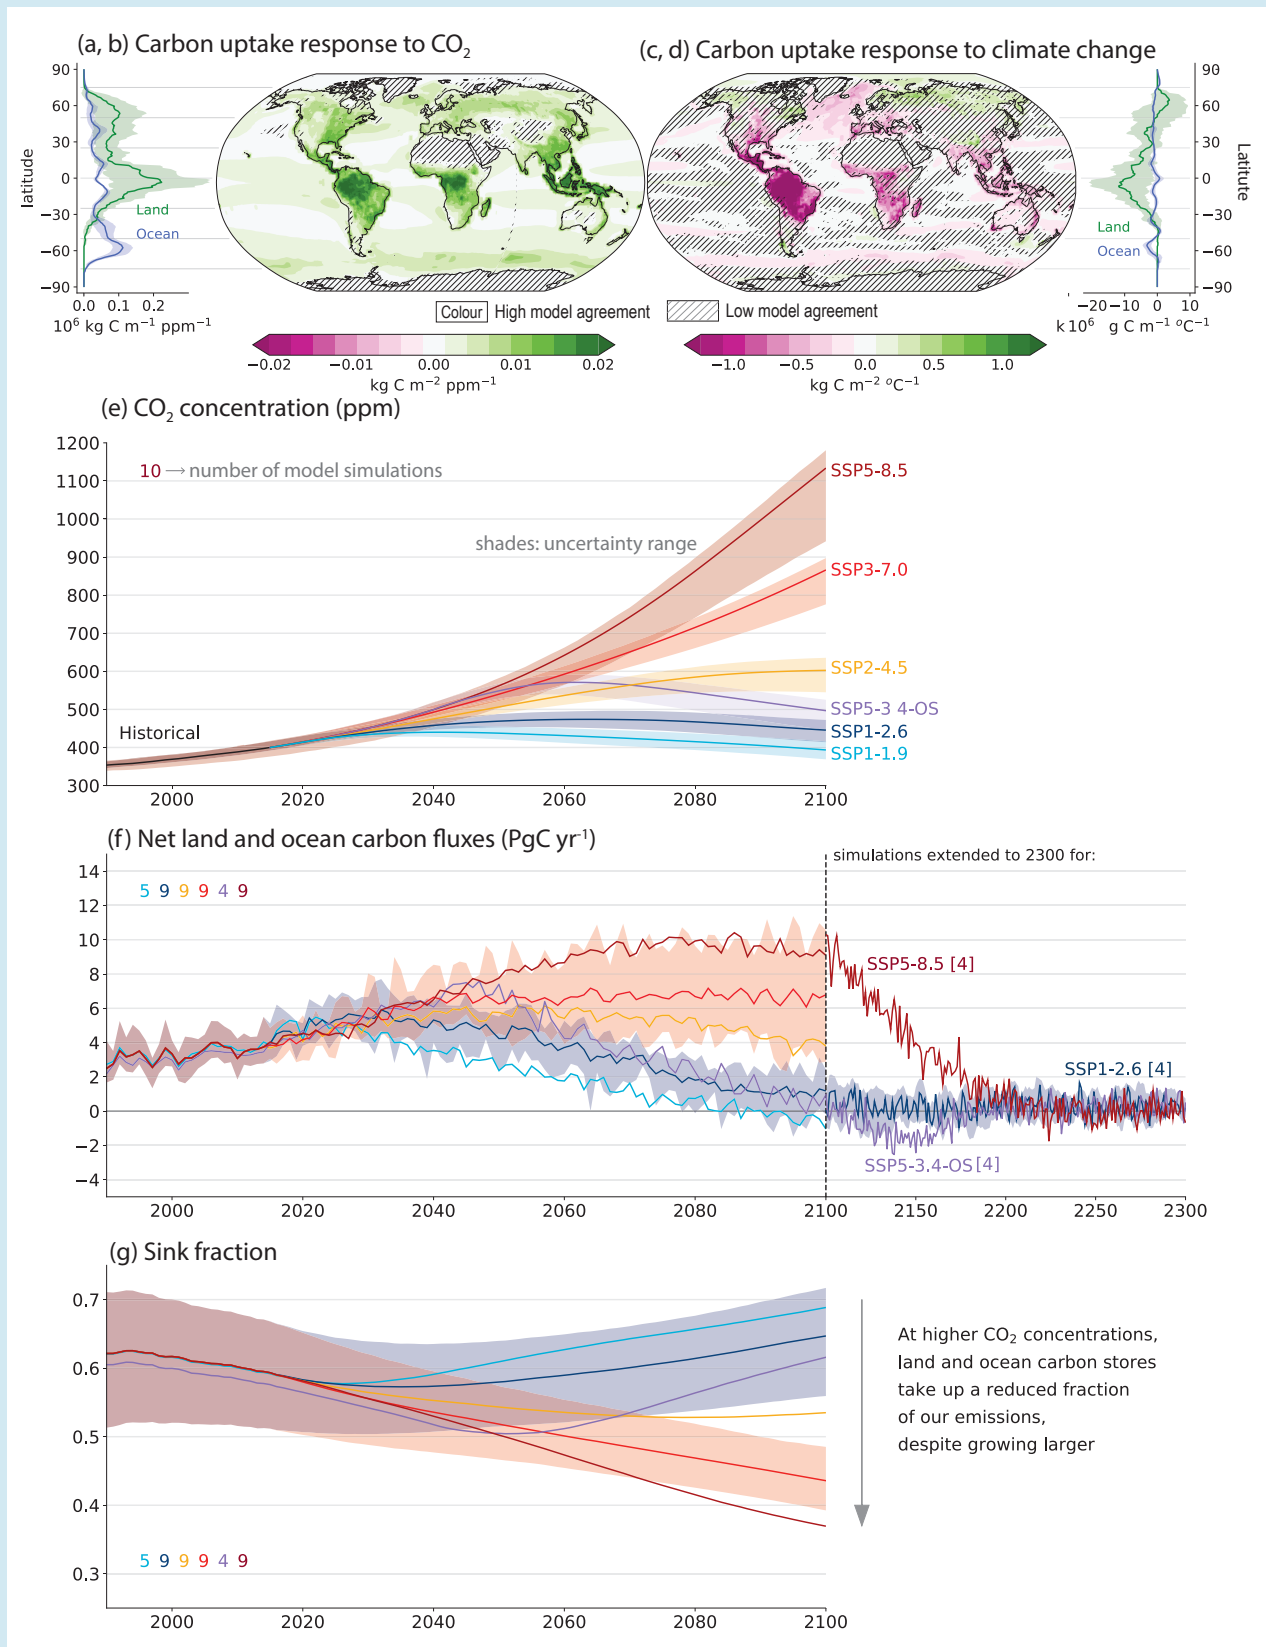 (a, b) Carbon uptake response to CO2
(c, d) Carbon uptake response to climate change
90
60
30
0
−30
−60
−90
latitude
Land
Ocean
0.0 0.1 0.2
10⁶ kg C m⁻¹ ppm⁻¹
90
60
30
0
−30
−60
−90
Latitude
Land
Ocean
−20 −10 0 10
k 10⁶ g C m⁻¹ °C⁻¹
Colour High model agreement
Low model agreement
−0.02 −0.01 0.00 0.01 0.02
kg C m⁻² ppm⁻¹
−1.0 −0.5 0.0 0.5 1.0
kg C m⁻² °C⁻¹
(e) CO2 concentration (ppm)
1200
1100
1000
900
800
700
600
500
400
300
10 → number of model simulations
shades: uncertainty range
Historical
SSP5-8.5
SSP3-7.0
SSP2-4.5
SSP5-3 4-OS
SSP1-2.6
SSP1-1.9
2000 2020 2040 2060 2080 2100
(f) Net land and ocean carbon fluxes (PgC yr⁻¹)
simulations extended to 2300 for:
14
12
10
8
6
4
2
0
−2
−4
5 9 9 9 4 9
SSP5-8.5 [4]
SSP1-2.6 [4]
SSP5-3.4-OS [4]
2000 2020 2040 2060 2080 2100 2150 2200 2250 2300
(g) Sink fraction
0.7
0.6
0.5
0.4
0.3
5 9 9 9 4 9
2000 2020 2040 2060 2080 2100
At higher CO2 concentrations,
land and ocean carbon stores
take up a reduced fraction
of our emissions,
despite growing larger